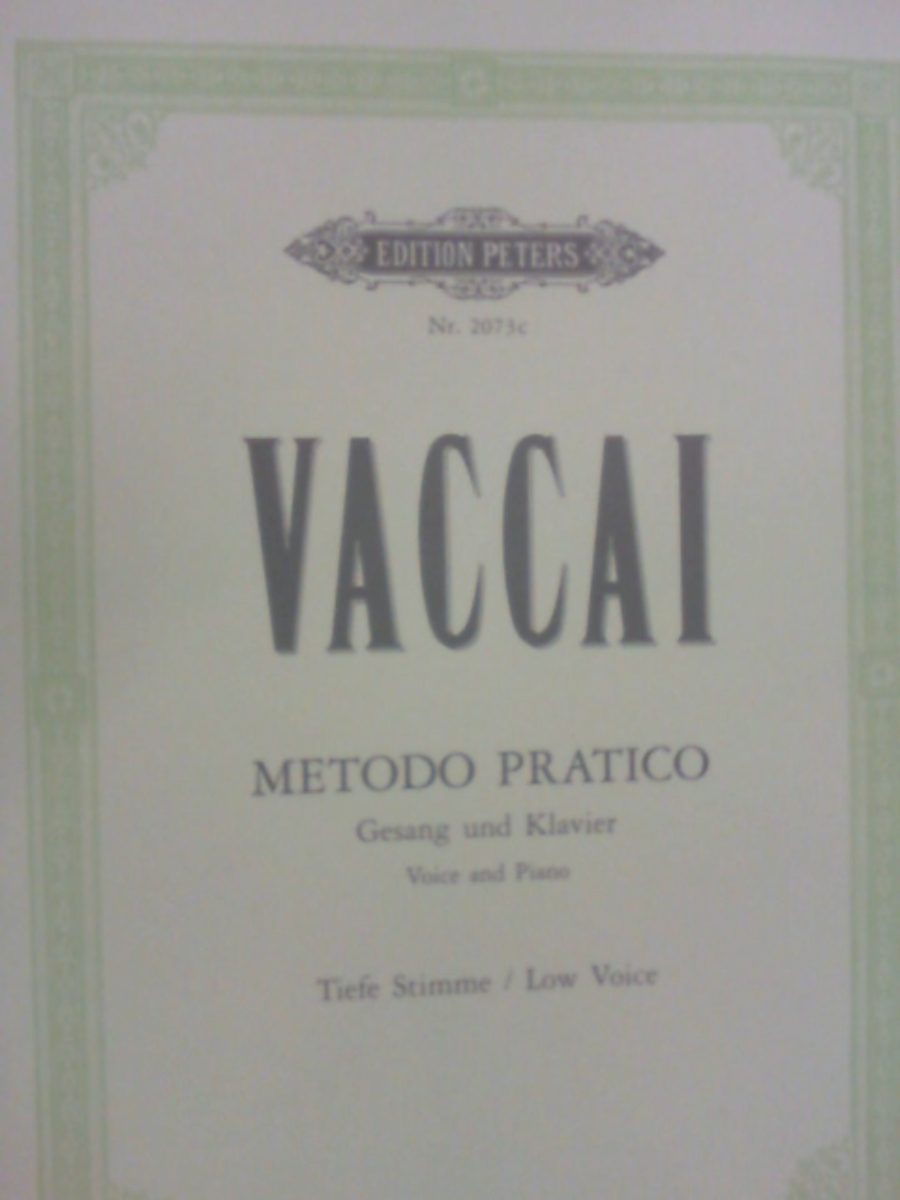 EDITION PETERS
Nr. 2073c
VACCAI
METODO PRATICO
Gesang und Klavier
Voice and Piano
Tiefe Stimme / Low Voice